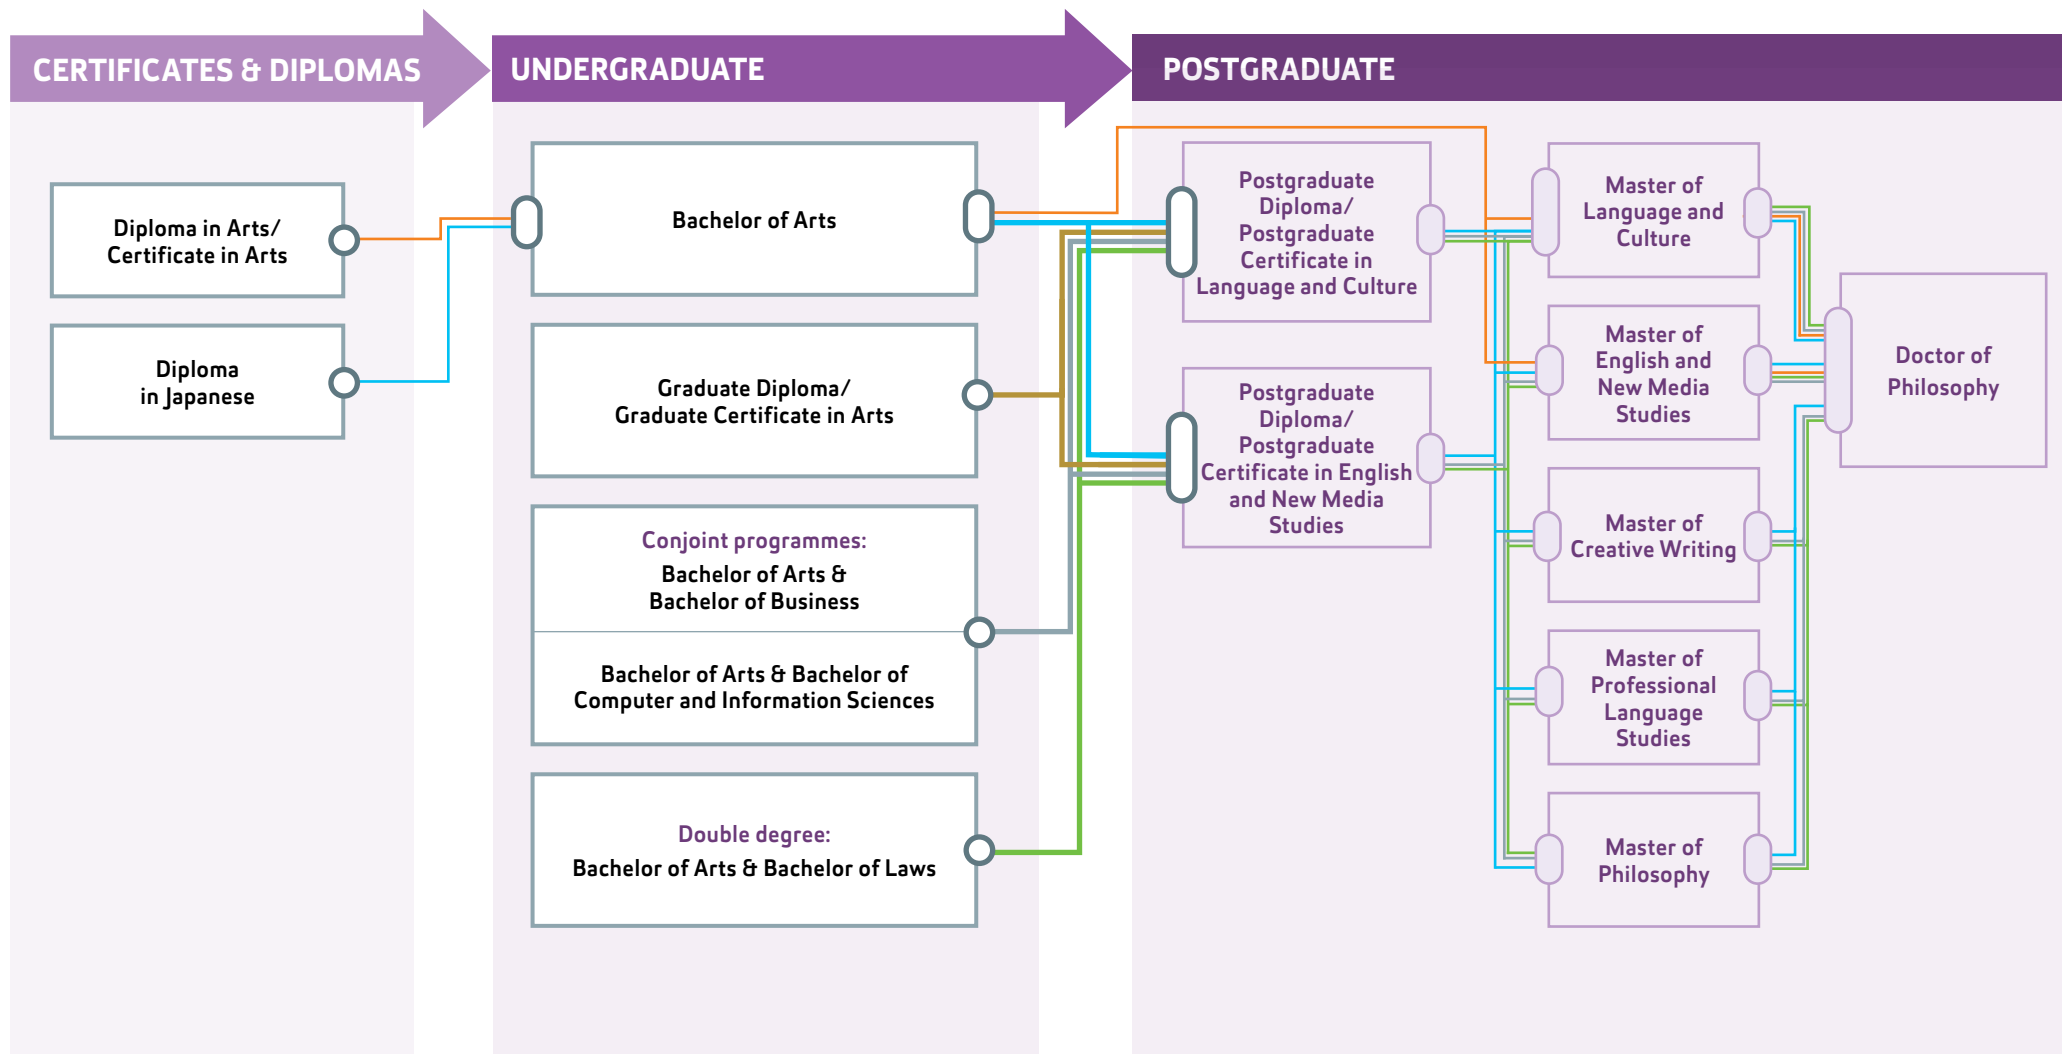 CERTIFICATES & DIPLOMAS
UNDERGRADUATE
POSTGRADUATE
Diploma in Arts/
Certificate in Arts
Diploma
in Japanese
Bachelor of Arts
Graduate Diploma/
Graduate Certificate in Arts
Conjoint programmes:
Bachelor of Arts &
Bachelor of Business
Bachelor of Arts & Bachelor of
Computer and Information Sciences
Double degree:
Bachelor of Arts & Bachelor of Laws
Postgraduate
Diploma/
Postgraduate
Certificate in
Language and Culture
Postgraduate
Diploma/
Postgraduate
Certificate in English
and New Media
Studies
Master of
Language and
Culture
Master of
English and
New Media
Studies
Master of
Creative Writing
Master of
Professional
Language
Studies
Master of
Philosophy
Doctor of
Philosophy